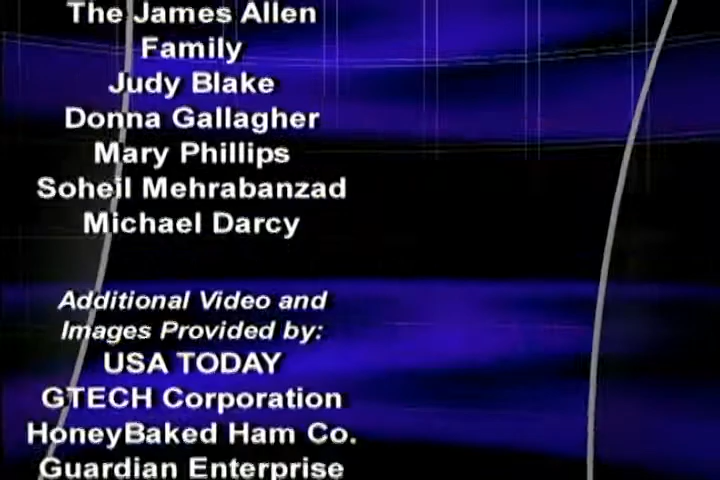 The James Allen
Family
Judy Blake
Donna Gallagher
Mary Phillips
Soheil Mehrabanzad
Michael Darcy
Additional Video and
Images Provided by:
USA TODAY
GTECH Corporation
HoneyBaked Ham Co.
Guardian Enterprise